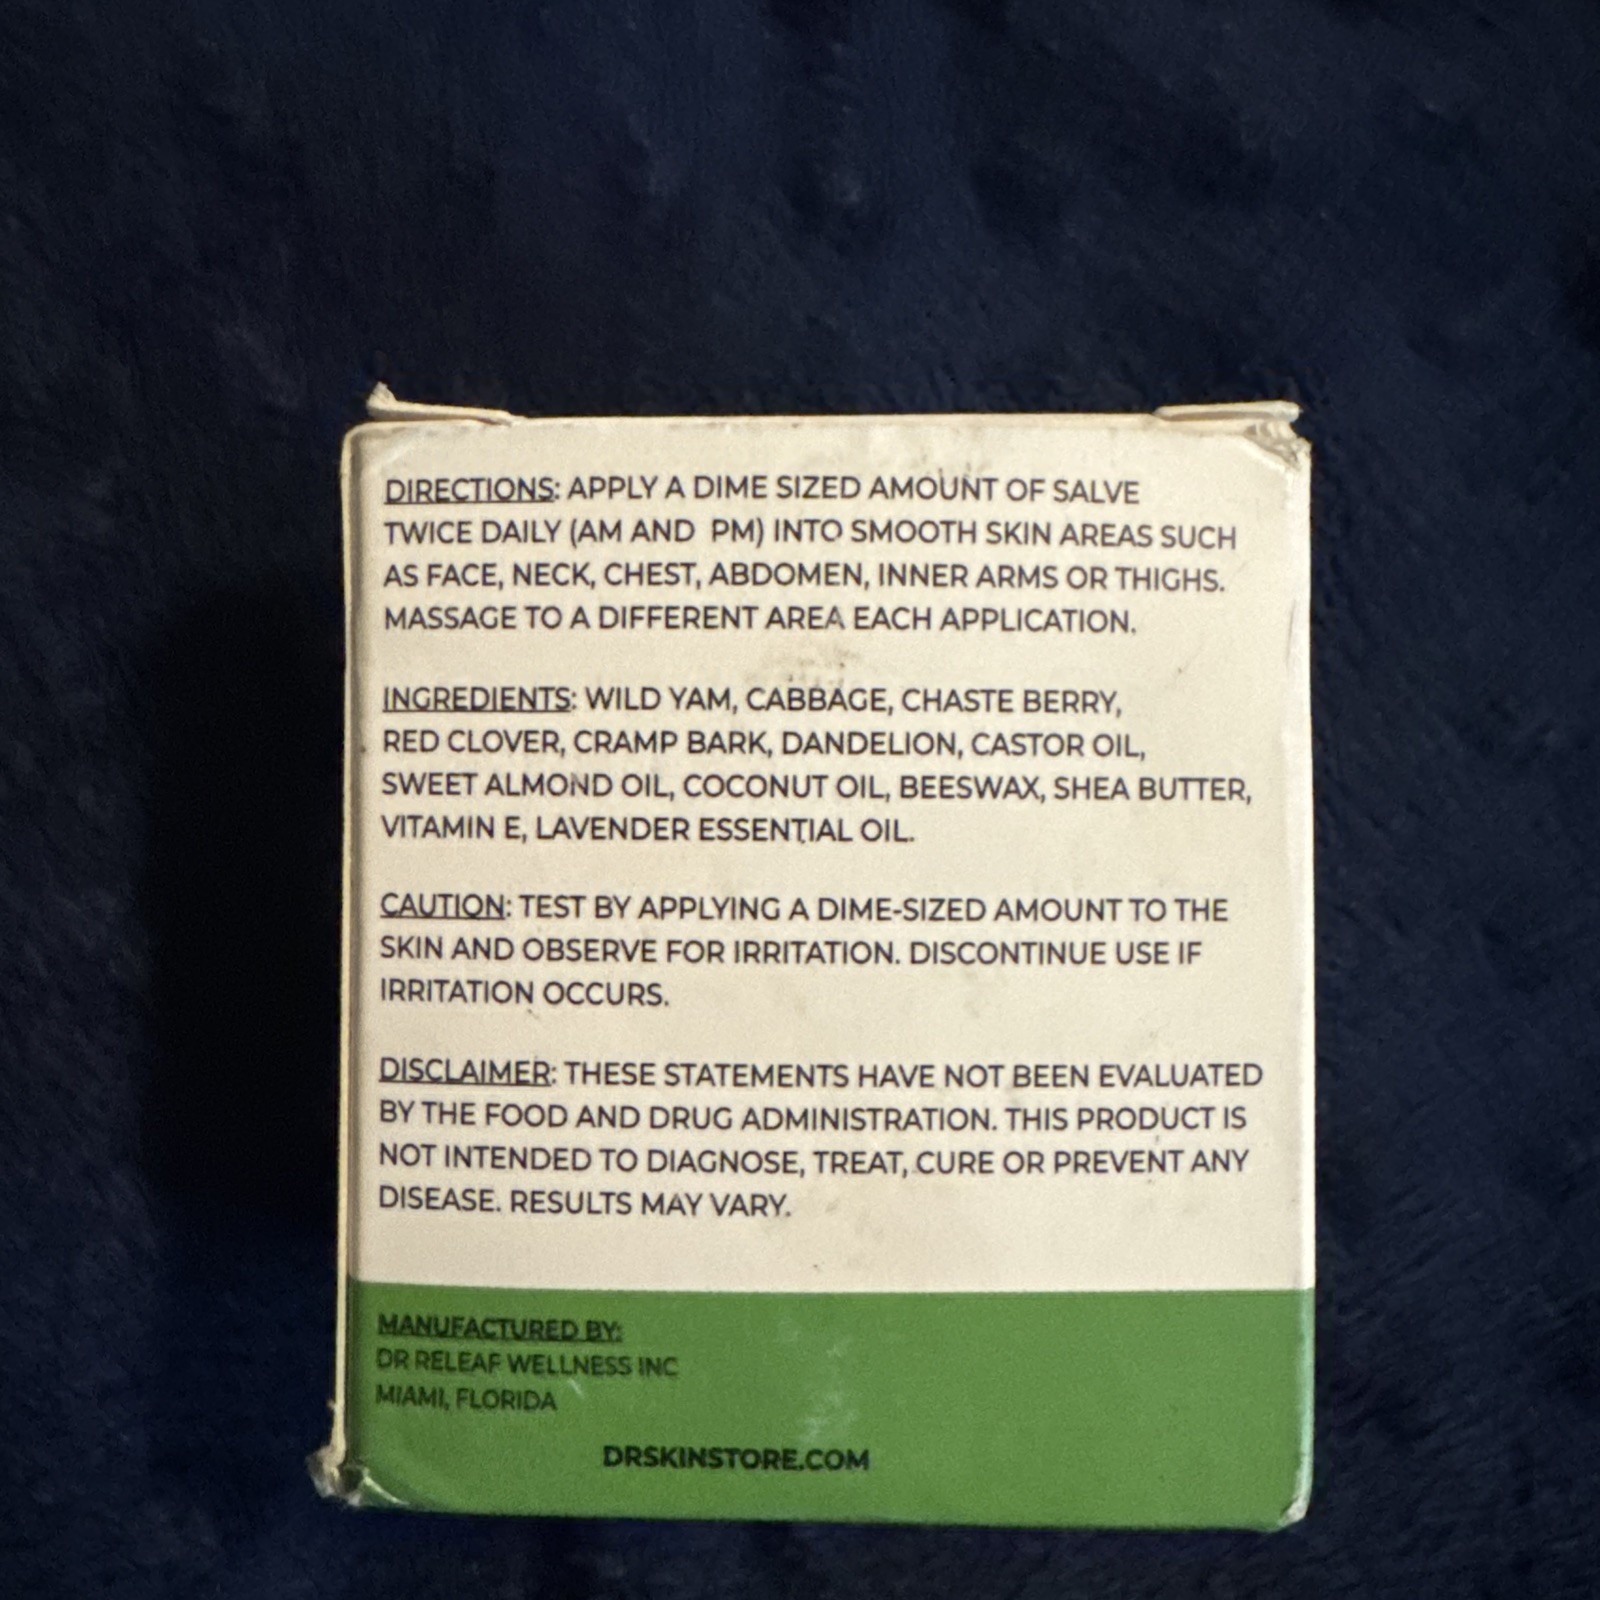 DIRECTIONS: APPLY A DIME SIZED AMOUNT OF SALVE
TWICE DAILY (AM AND PM) INTO SMOOTH SKIN AREAS SUCH
AS FACE, NECK, CHEST, ABDOMEN, INNER ARMS OR THIGHS.
MASSAGE TO A DIFFERENT AREA EACH APPLICATION.
INGREDIENTS: WILD YAM, CABBAGE, CHASTE BERRY,
RED CLOVER, CRAMP BARK, DANDELION, CASTOR OIL,
SWEET ALMOND OIL, COCONUT OIL, BEESWAX, SHEA BUTTER,
VITAMIN E, LAVENDER ESSENTIAL OIL.
CAUTION: TEST BY APPLYING A DIME-SIZED AMOUNT TO THE
SKIN AND OBSERVE FOR IRRITATION. DISCONTINUE USE IF
IRRITATION OCCURS.
DISCLAIMER: THESE STATEMENTS HAVE NOT BEEN EVALUATED
BY THE FOOD AND DRUG ADMINISTRATION. THIS PRODUCT IS
NOT INTENDED TO DIAGNOSE, TREAT, CURE OR PREVENT ANY
DISEASE. RESULTS MAY VARY.
MANUFACTURED BY:
DR RELEAF WELLNESS INC
MIAMI, FLORIDA
DRSKINSTORE.COM